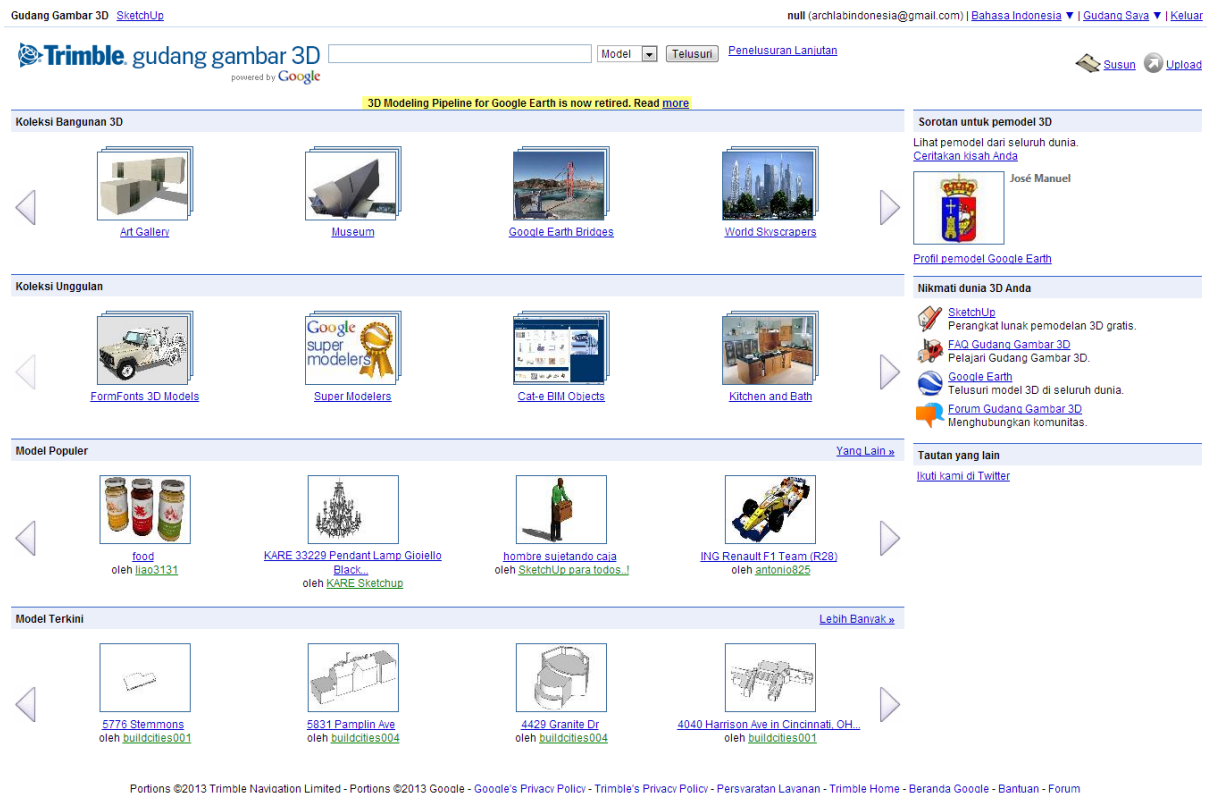 Gudang Gambar 3D SketchUp
null (archlabindonesia@gmail.com) | Bahasa Indonesia ▼ | Gudang Saya ▼ | Keluar
Trimble. gudang gambar 3D
powered by Google
Model Telusuri Penelusuran Lanjutan
Susun Upload
3D Modeling Pipeline for Google Earth is now retired. Read more
Koleksi Bangunan 3D
Art Gallery Museum Google Earth Bridges World Skyscrapers
Koleksi Unggulan
Google
super
modelers
FormFonts 3D Models Super Modelers Cat-e BIM Objects Kitchen and Bath
Model Populer Yang Lain »
food KARE 33229 Pendant Lamp Gioiello hombre sujetando caja ING Renault F1 Team (R28)
Black...
oleh liao3131 oleh KARE Sketchup oleh SketchUp para todos..! oleh antonio825
Model Terkini Lebih Banyak »
5776 Stemmons 5831 Pamplin Ave 4429 Granite Dr 4040 Harrison Ave in Cincinnati, OH...
oleh buildcities001 oleh buildcities004 oleh buildcities004 oleh buildcities001
Sorotan untuk pemodel 3D
Lihat pemodel dari seluruh dunia.
Ceritakan kisah Anda
José Manuel
Profil pemodel Google Earth
Nikmati dunia 3D Anda
SketchUp
Perangkat lunak pemodelan 3D gratis.
FAQ Gudang Gambar 3D
Pelajari Gudang Gambar 3D.
Google Earth
Telusuri model 3D di seluruh dunia.
Forum Gudang Gambar 3D
Menghubungkan komunitas.
Tautan yang lain
Ikuti kami di Twitter
Portions ©2013 Trimble Navigation Limited - Portions ©2013 Google - Google's Privacy Policy - Trimble's Privacy Policy - Persyaratan Layanan - Trimble Home - Beranda Google - Bantuan - Forum